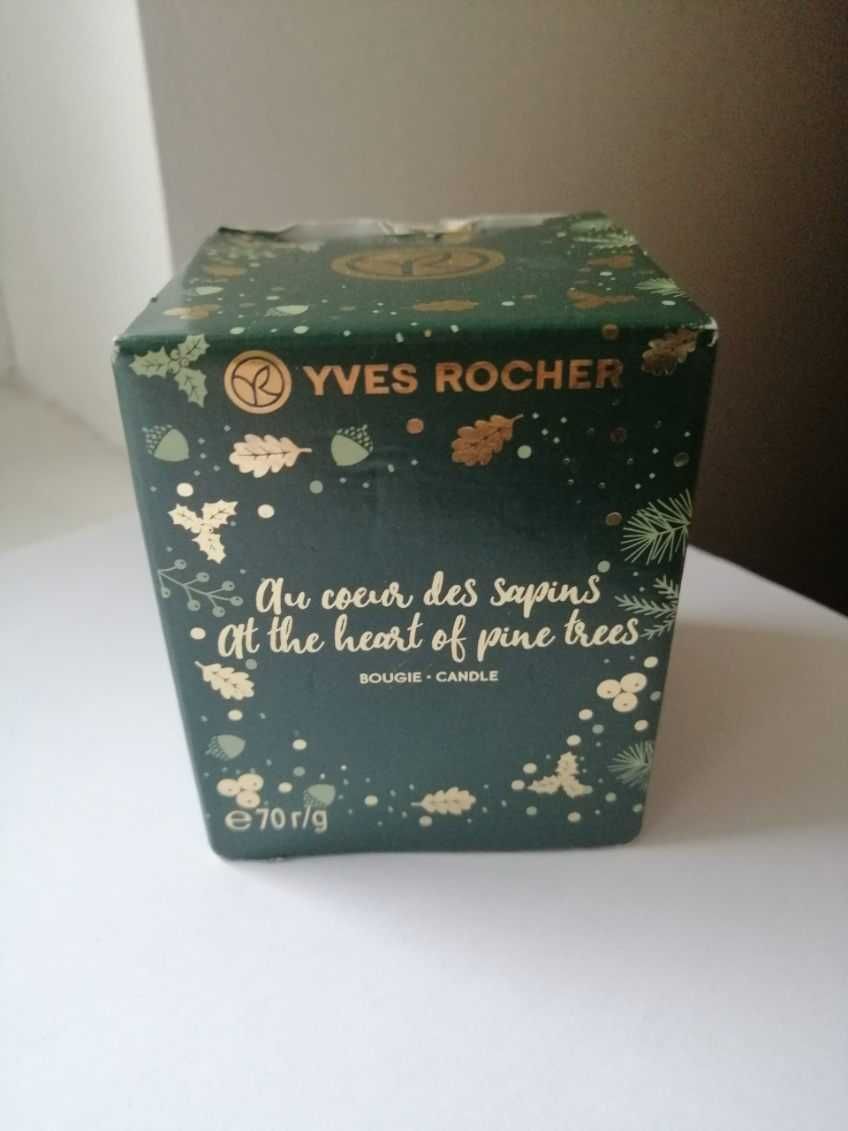 YVES ROCHER
Au coeur des sapins
At the heart of pine trees
BOUGIE • CANDLE
℮ 70 г/g